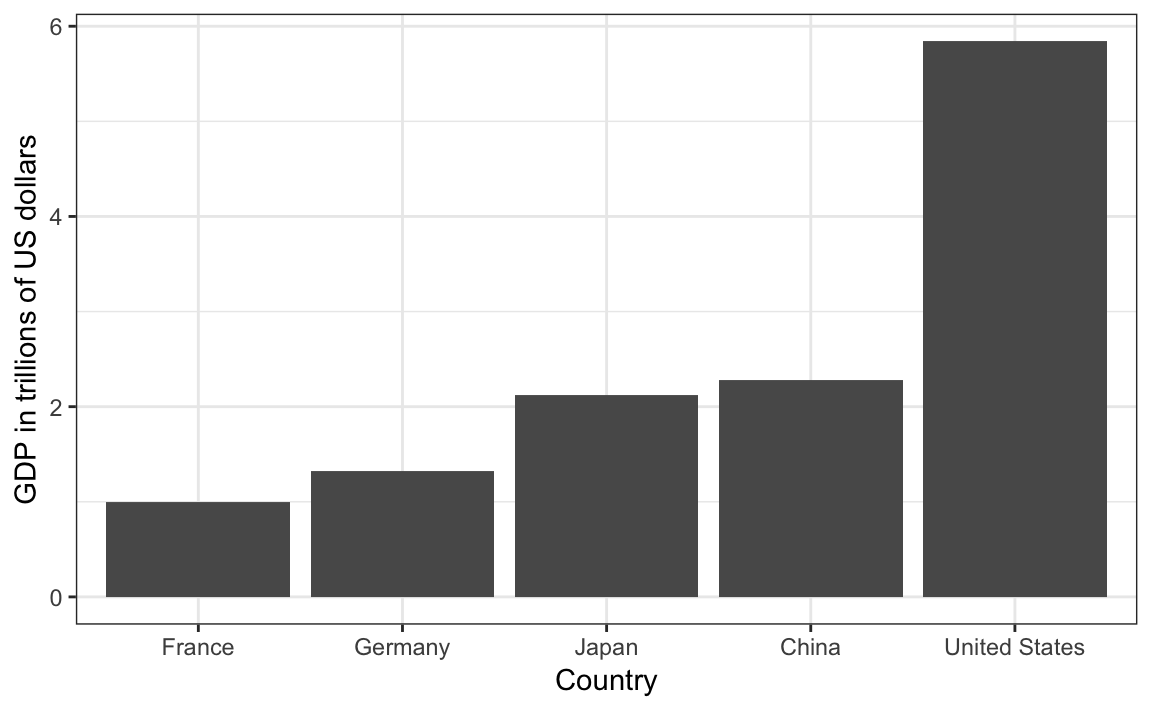 GDP in trillions of US dollars
6
4
2
0
France Germany Japan China United States
Country